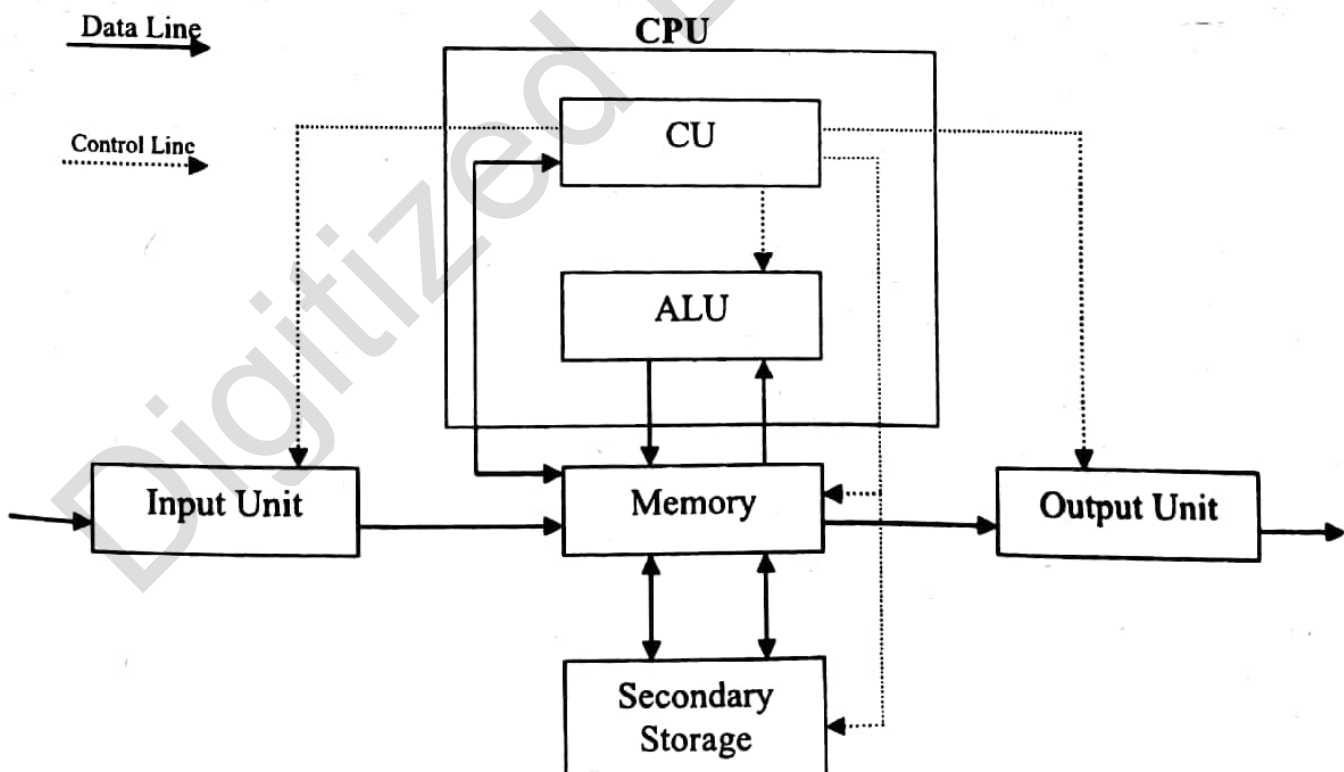 Data Line
CPU
Control Line
CU
ALU
Input Unit
Memory
Output Unit
Secondary
Storage
Digitized